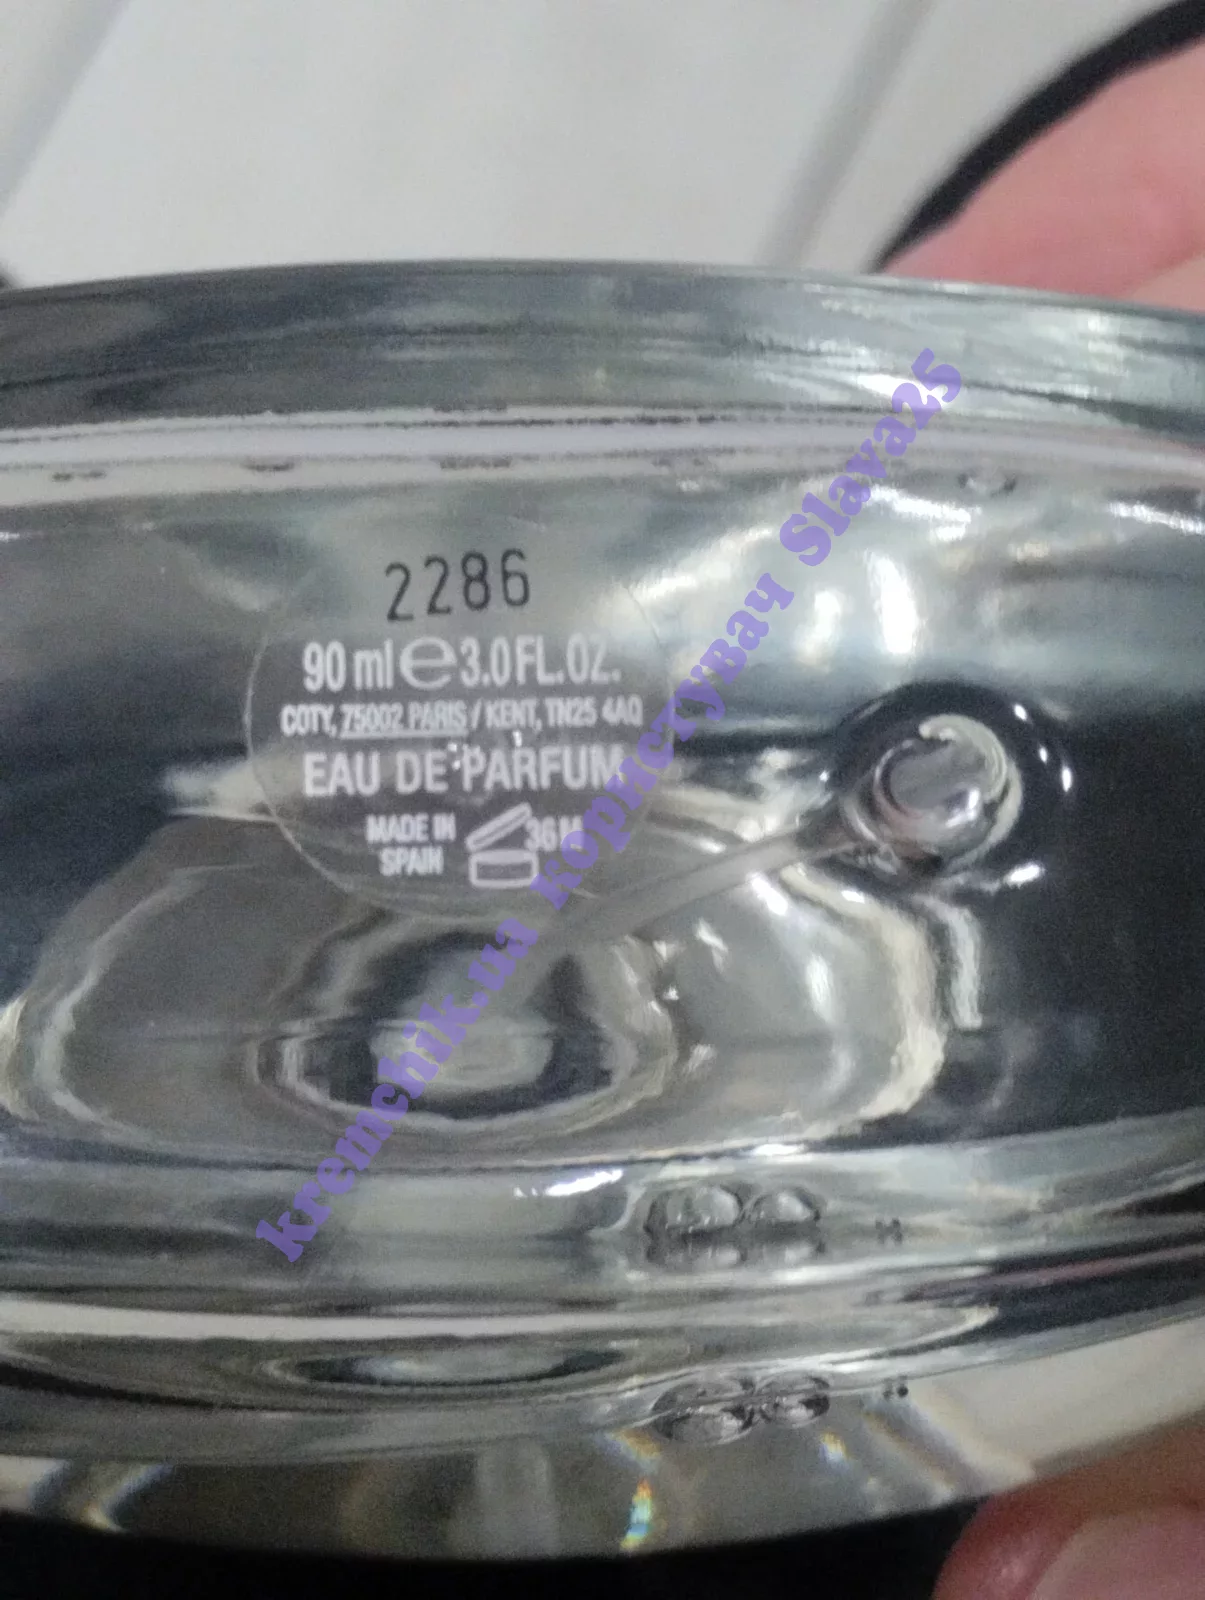 2286
90 ml e 3.0 FL.OZ.
COTY, 75002 PARIS / KENT, TN25 4AQ
EAU DE PARFUM
MADE IN
SPAIN
36M
kremchik.ua користувач Slava25